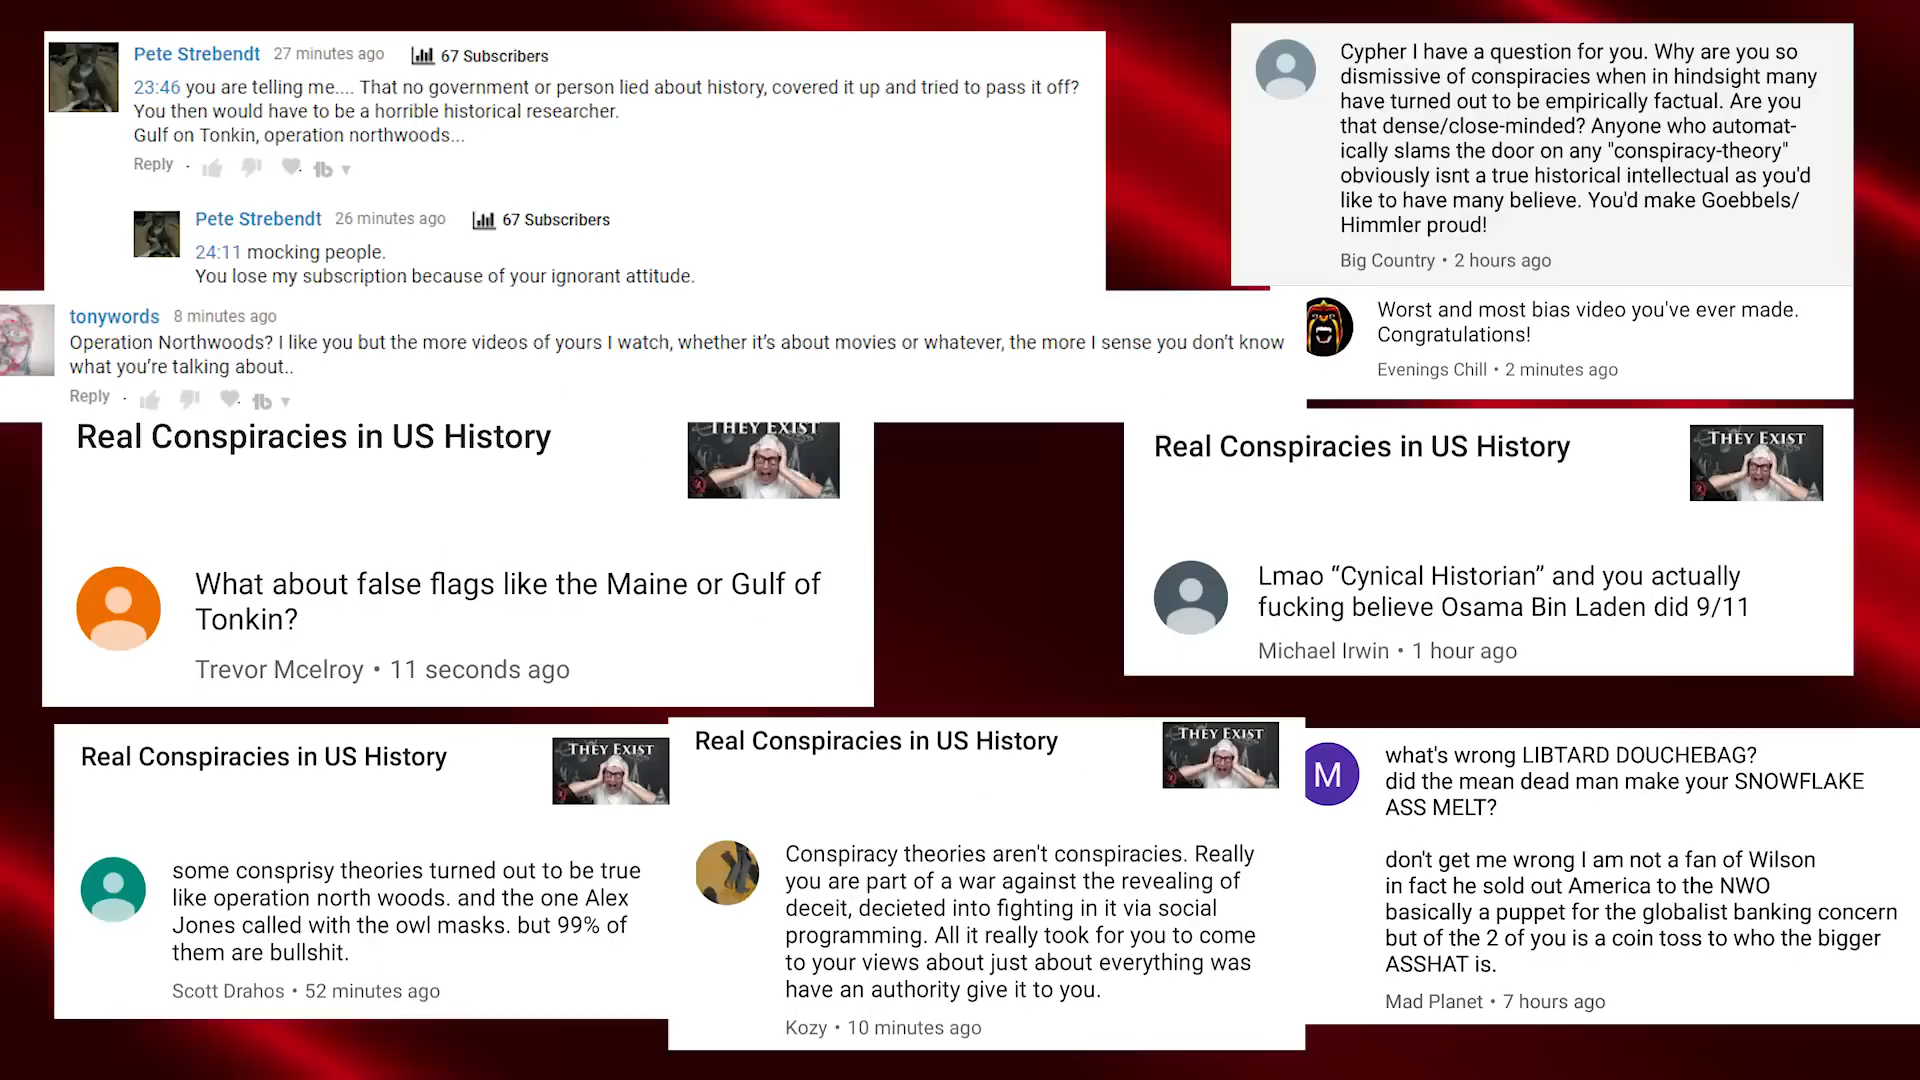 Pete Strebendt 27 minutes ago 67 Subscribers
23:46 you are telling me.... That no government or person lied about history, covered it up and tried to pass it off?
You then would have to be a horrible historical researcher.
Gulf on Tonkin, operation northwoods...
Reply
Pete Strebendt 26 minutes ago 67 Subscribers
24:11 mocking people.
You lose my subscription because of your ignorant attitude.
tonywords 8 minutes ago
Operation Northwoods? I like you but the more videos of yours I watch, whether it's about movies or whatever, the more I sense you don't know
what you're talking about..
Reply
Cypher I have a question for you. Why are you so
dismissive of conspiracies when in hindsight many
have turned out to be empirically factual. Are you
that dense/close-minded? Anyone who automat-
ically slams the door on any "conspiracy-theory"
obviously isnt a true historical intellectual as you'd
like to have many believe. You'd make Goebbels/
Himmler proud!
Big Country • 2 hours ago
Worst and most bias video you've ever made.
Congratulations!
Evenings Chill • 2 minutes ago
Real Conspiracies in US History
THEY EXIST
What about false flags like the Maine or Gulf of
Tonkin?
Trevor Mcelroy • 11 seconds ago
Real Conspiracies in US History
THEY EXIST
Lmao “Cynical Historian” and you actually
fucking believe Osama Bin Laden did 9/11
Michael Irwin • 1 hour ago
Real Conspiracies in US History
THEY EXIST
some consprisy theories turned out to be true
like operation north woods. and the one Alex
Jones called with the owl masks. but 99% of
them are bullshit.
Scott Drahos • 52 minutes ago
Real Conspiracies in US History
THEY EXIST
Conspiracy theories aren't conspiracies. Really
you are part of a war against the revealing of
deceit, decieted into fighting in it via social
programming. All it really took for you to come
to your views about just about everything was
have an authority give it to you.
Kozy • 10 minutes ago
M
what's wrong LIBTARD DOUCHEBAG?
did the mean dead man make your SNOWFLAKE
ASS MELT?
don't get me wrong I am not a fan of Wilson
in fact he sold out America to the NWO
basically a puppet for the globalist banking concern
but of the 2 of you is a coin toss to who the bigger
ASSHAT is.
Mad Planet • 7 hours ago